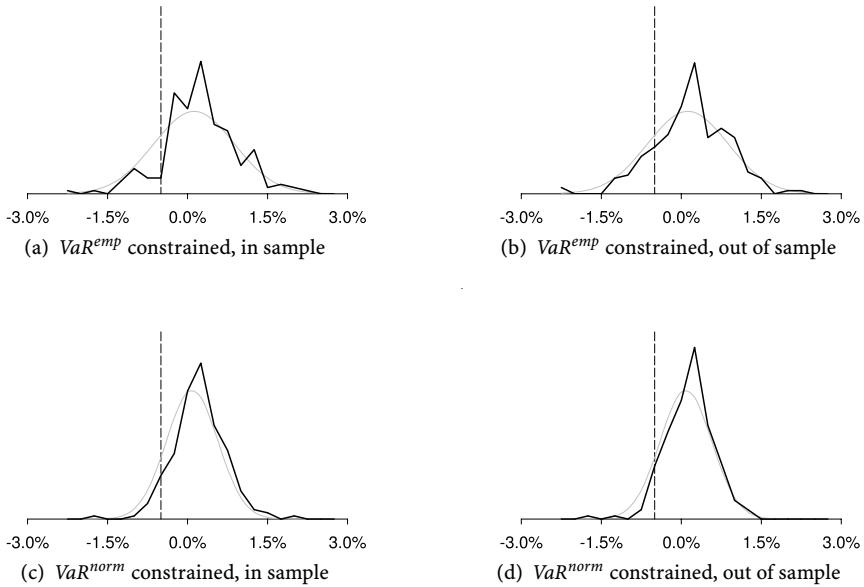 -3.0% -1.5% 0.0% 1.5% 3.0%
(a) VaR^emp constrained, in sample
-3.0% -1.5% 0.0% 1.5% 3.0%
(b) VaR^emp constrained, out of sample
-3.0% -1.5% 0.0% 1.5% 3.0%
(c) VaR^norm constrained, in sample
-3.0% -1.5% 0.0% 1.5% 3.0%
(d) VaR^norm constrained, out of sample